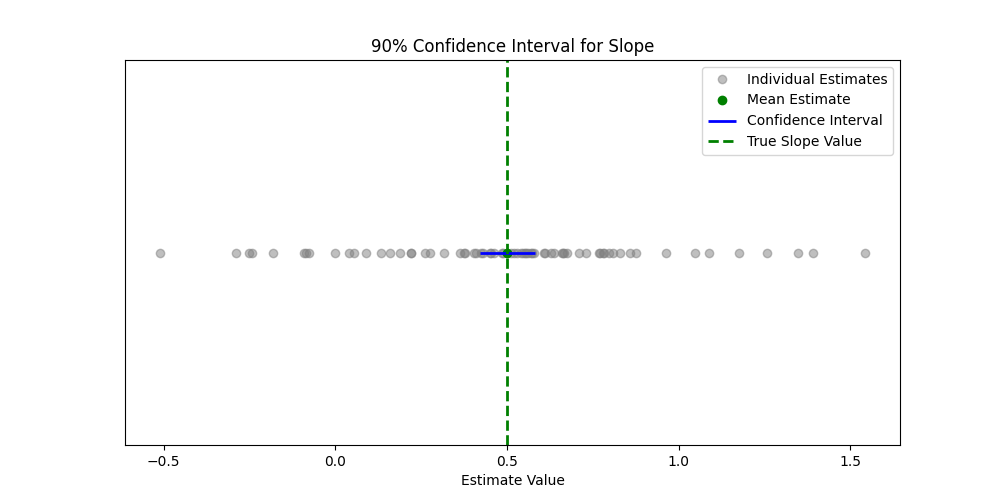 90% Confidence Interval for Slope
Individual Estimates
Mean Estimate
Confidence Interval
True Slope Value
−0.5 0.0 0.5 1.0 1.5
Estimate Value